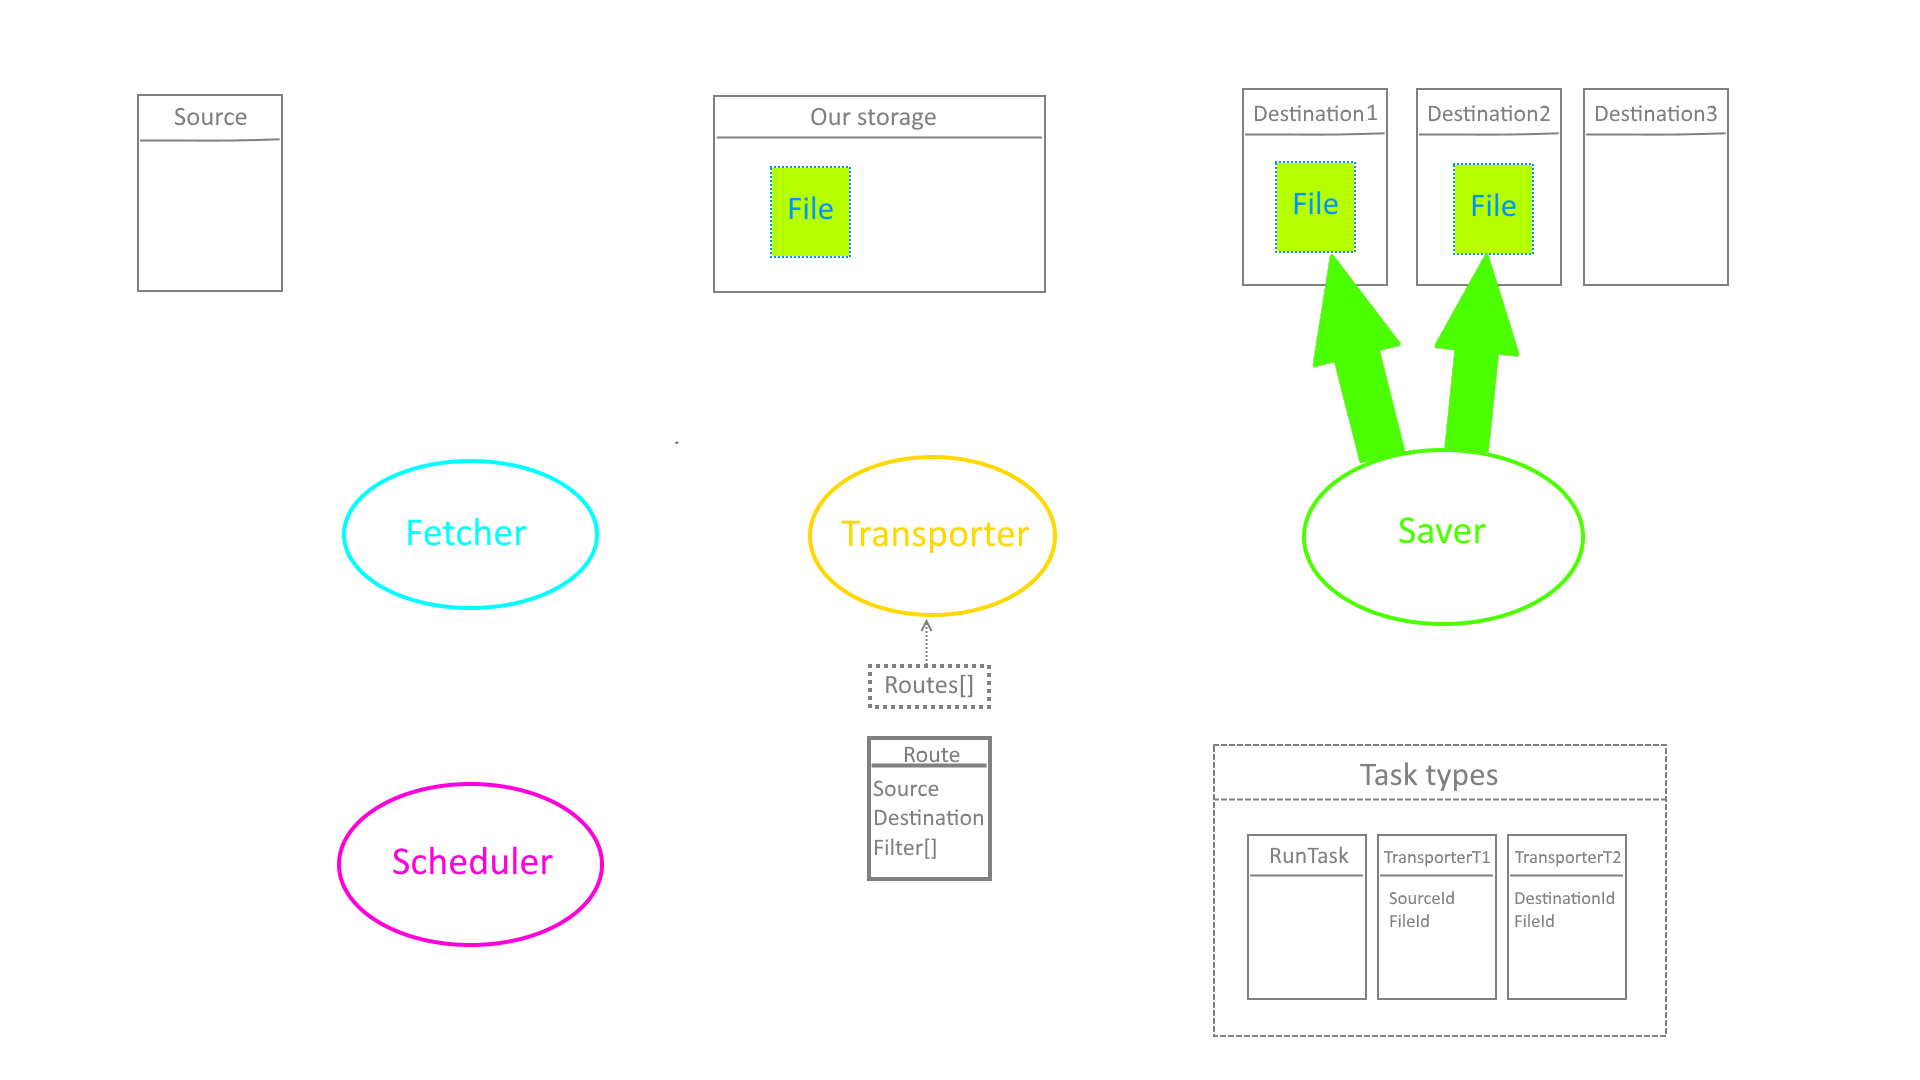 Source
Our storage
File
Destination1
Destination2
Destination3
File
File
Fetcher
Transporter
Saver
Routes[]
Route
Source
Destination
Filter[]
Scheduler
Task types
RunTask
TransporterT1
SourceId
FileId
TransporterT2
DestinationId
FileId